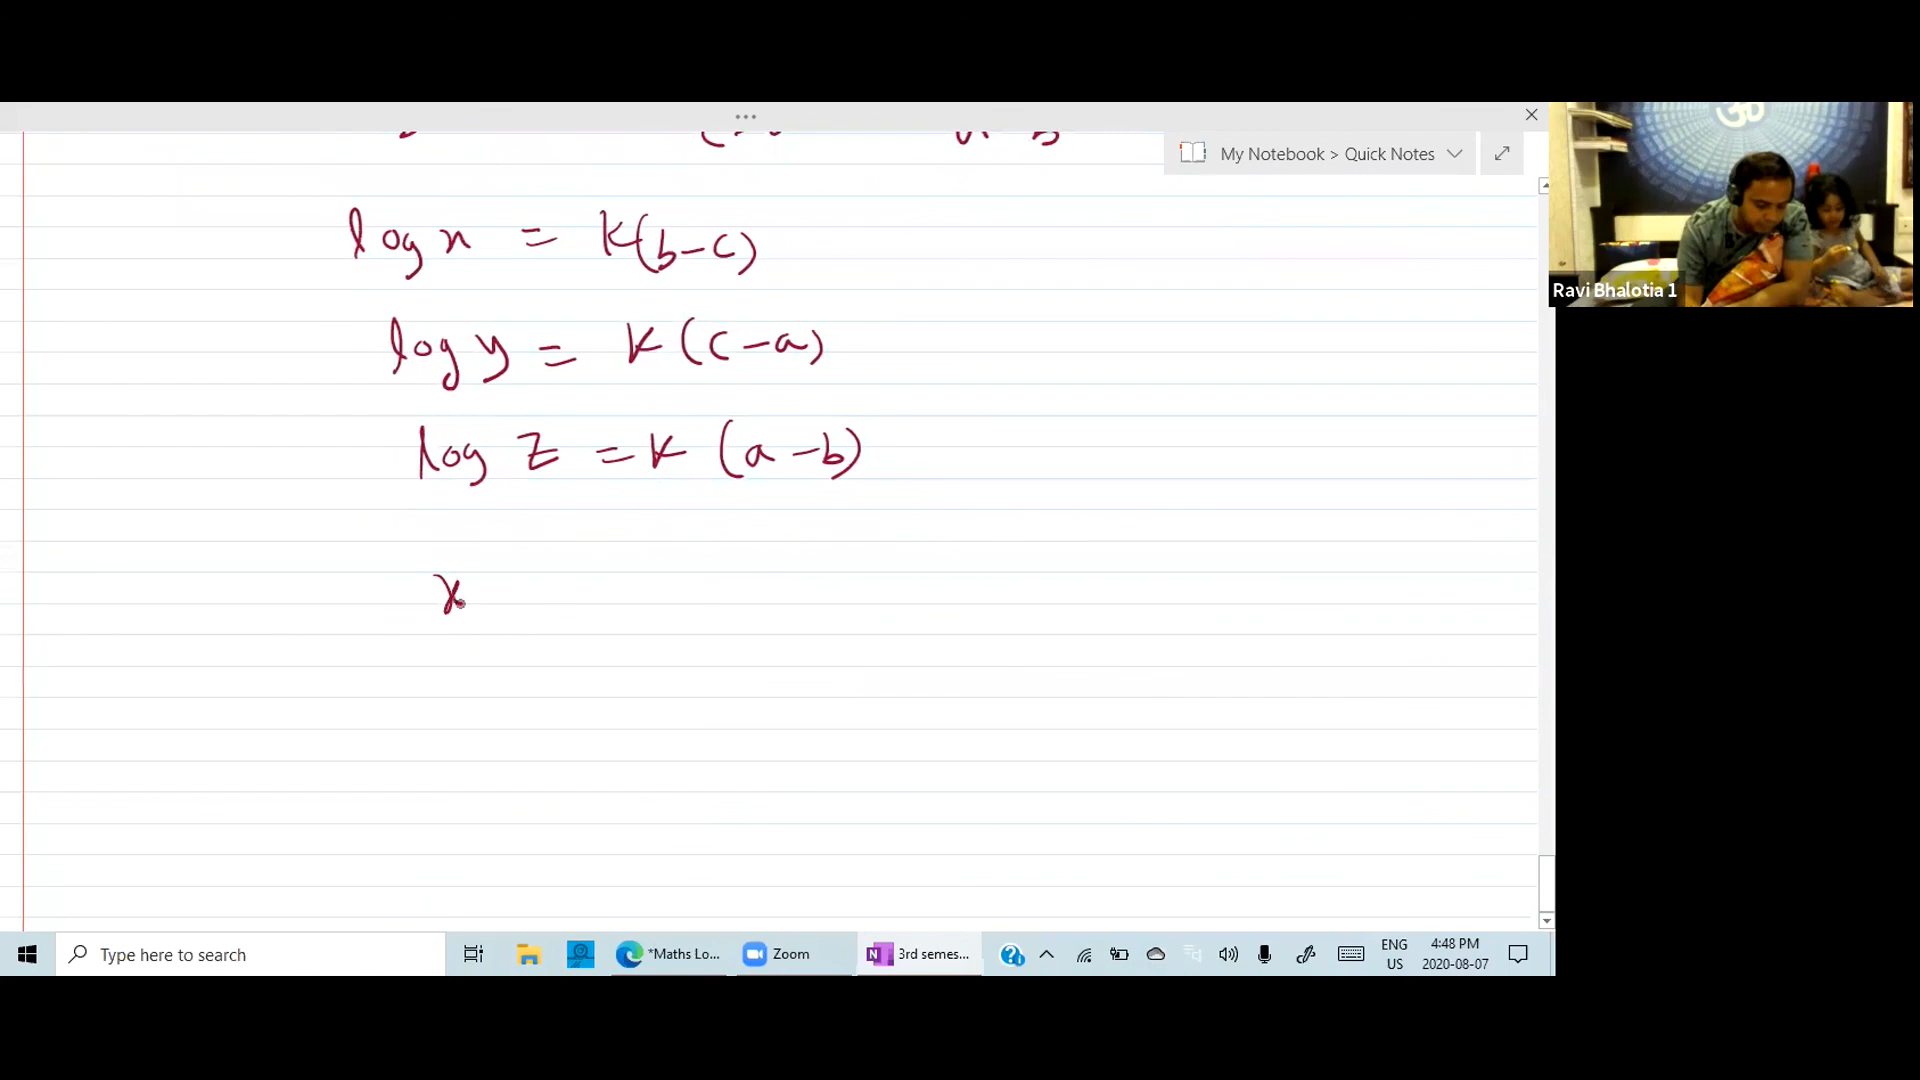 My Notebook > Quick Notes
log x = K(b-c)
log y = K(c-a)
log z = K(a-b)
x
ॐ
Ravi Bhalotia 1
Type here to search
*Maths Lo...
Zoom
N
3rd semes...
ENG
US
4:48 PM
2020-08-07